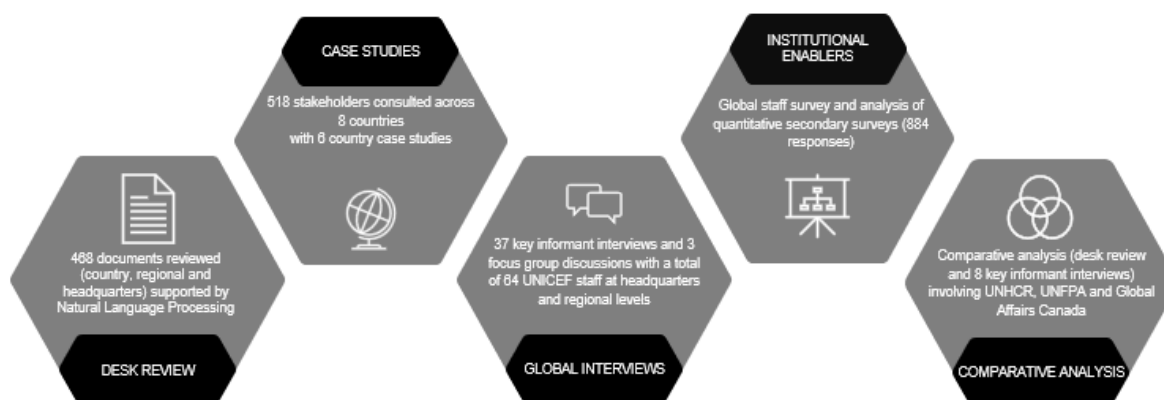 CASE STUDIES
518 stakeholders consulted across
8 countries
with 6 country case studies
INSTITUTIONAL
ENABLERS
Global staff survey and analysis of
quantitative secondary surveys (884
responses)
468 documents reviewed
(country, regional and
headquarters) supported by
Natural Language Processing
DESK REVIEW
37 key informant interviews and 3
focus group discussions with a total
of 64 UNICEF staff at headquarters
and regional levels
GLOBAL INTERVIEWS
Comparative analysis (desk review
and 8 key informant interviews)
involving UNHCR, UNFPA and Global
Affairs Canada
COMPARATIVE ANALYSIS